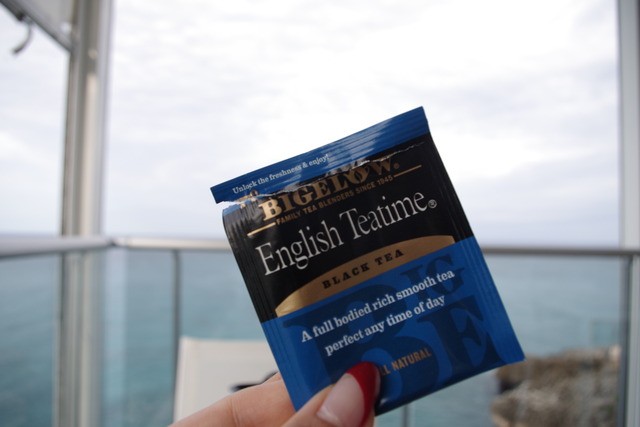 Unlock the freshness & enjoy!
BIGELOW®
FAMILY TEA BLENDERS SINCE 1945
English Teatime®
BLACK TEA
A full bodied rich smooth tea
perfect any time of day
NATURAL